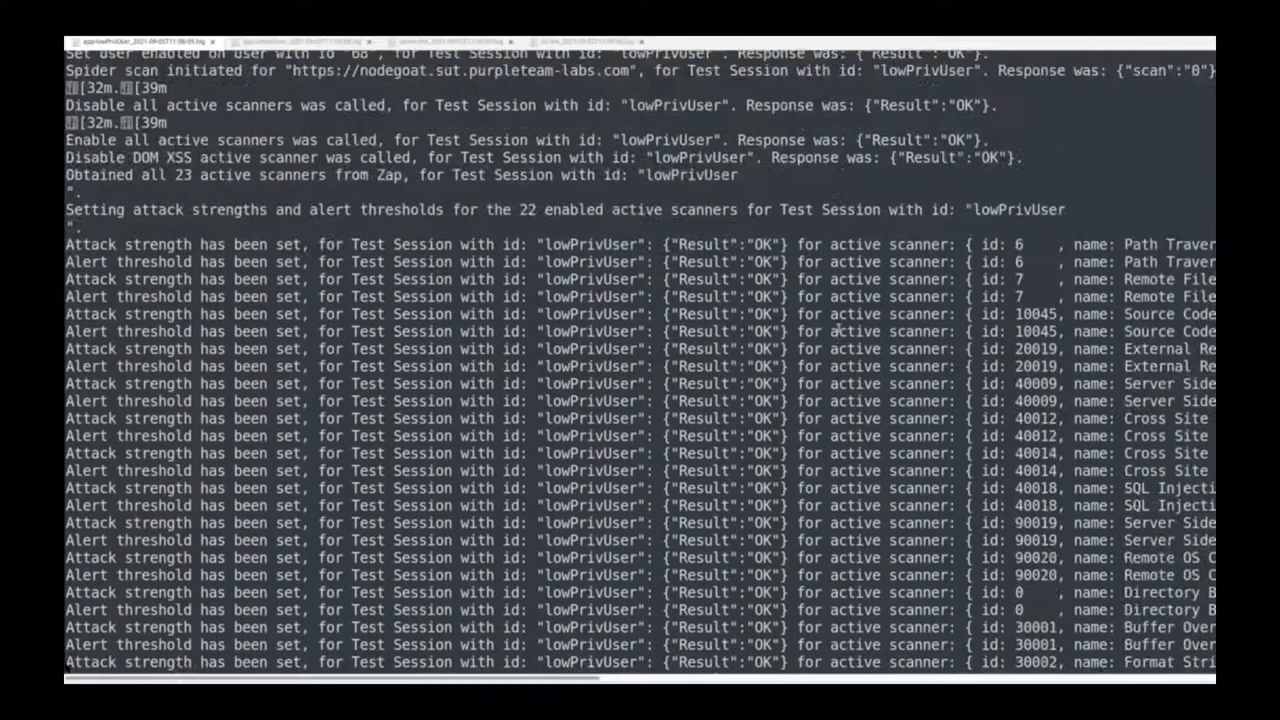 Set user enabled on user with id "68", for Test Session with id: "lowPrivUser". Response was: {"Result":"OK"}.
Spider scan initiated for "https://nodegoat.sut.purpleteam-labs.com", for Test Session with id: "lowPrivUser". Response was: {"scan":"0"}
[32m.[39m
Disable all active scanners was called, for Test Session with id: "lowPrivUser". Response was: {"Result":"OK"}.
[32m.[39m
Enable all active scanners was called, for Test Session with id: "lowPrivUser". Response was: {"Result":"OK"}.
Disable DOM XSS active scanner was called, for Test Session with id: "lowPrivUser". Response was: {"Result":"OK"}.
Obtained all 23 active scanners from Zap, for Test Session with id: "lowPrivUser
".
Setting attack strengths and alert thresholds for the 22 enabled active scanners for Test Session with id: "lowPrivUser
".
Attack strength has been set, for Test Session with id: "lowPrivUser": {"Result":"OK"} for active scanner: { id: 6    , name: Path Traver
Alert threshold has been set, for Test Session with id: "lowPrivUser": {"Result":"OK"} for active scanner: { id: 6    , name: Path Traver
Attack strength has been set, for Test Session with id: "lowPrivUser": {"Result":"OK"} for active scanner: { id: 7    , name: Remote File
Alert threshold has been set, for Test Session with id: "lowPrivUser": {"Result":"OK"} for active scanner: { id: 7    , name: Remote File
Attack strength has been set, for Test Session with id: "lowPrivUser": {"Result":"OK"} for active scanner: { id: 10045, name: Source Code
Alert threshold has been set, for Test Session with id: "lowPrivUser": {"Result":"OK"} for active scanner: { id: 10045, name: Source Code
Attack strength has been set, for Test Session with id: "lowPrivUser": {"Result":"OK"} for active scanner: { id: 20019, name: External Re
Alert threshold has been set, for Test Session with id: "lowPrivUser": {"Result":"OK"} for active scanner: { id: 20019, name: External Re
Attack strength has been set, for Test Session with id: "lowPrivUser": {"Result":"OK"} for active scanner: { id: 40009, name: Server Side
Alert threshold has been set, for Test Session with id: "lowPrivUser": {"Result":"OK"} for active scanner: { id: 40009, name: Server Side
Attack strength has been set, for Test Session with id: "lowPrivUser": {"Result":"OK"} for active scanner: { id: 40012, name: Cross Site
Alert threshold has been set, for Test Session with id: "lowPrivUser": {"Result":"OK"} for active scanner: { id: 40012, name: Cross Site
Attack strength has been set, for Test Session with id: "lowPrivUser": {"Result":"OK"} for active scanner: { id: 40014, name: Cross Site
Alert threshold has been set, for Test Session with id: "lowPrivUser": {"Result":"OK"} for active scanner: { id: 40014, name: Cross Site
Attack strength has been set, for Test Session with id: "lowPrivUser": {"Result":"OK"} for active scanner: { id: 40018, name: SQL Injecti
Alert threshold has been set, for Test Session with id: "lowPrivUser": {"Result":"OK"} for active scanner: { id: 40018, name: SQL Injecti
Attack strength has been set, for Test Session with id: "lowPrivUser": {"Result":"OK"} for active scanner: { id: 90019, name: Server Side
Alert threshold has been set, for Test Session with id: "lowPrivUser": {"Result":"OK"} for active scanner: { id: 90019, name: Server Side
Attack strength has been set, for Test Session with id: "lowPrivUser": {"Result":"OK"} for active scanner: { id: 90020, name: Remote OS C
Alert threshold has been set, for Test Session with id: "lowPrivUser": {"Result":"OK"} for active scanner: { id: 90020, name: Remote OS C
Attack strength has been set, for Test Session with id: "lowPrivUser": {"Result":"OK"} for active scanner: { id: 0    , name: Directory B
Alert threshold has been set, for Test Session with id: "lowPrivUser": {"Result":"OK"} for active scanner: { id: 0    , name: Directory B
Attack strength has been set, for Test Session with id: "lowPrivUser": {"Result":"OK"} for active scanner: { id: 30001, name: Buffer Over
Alert threshold has been set, for Test Session with id: "lowPrivUser": {"Result":"OK"} for active scanner: { id: 30001, name: Buffer Over
Attack strength has been set, for Test Session with id: "lowPrivUser": {"Result":"OK"} for active scanner: { id: 30002, name: Format Stri